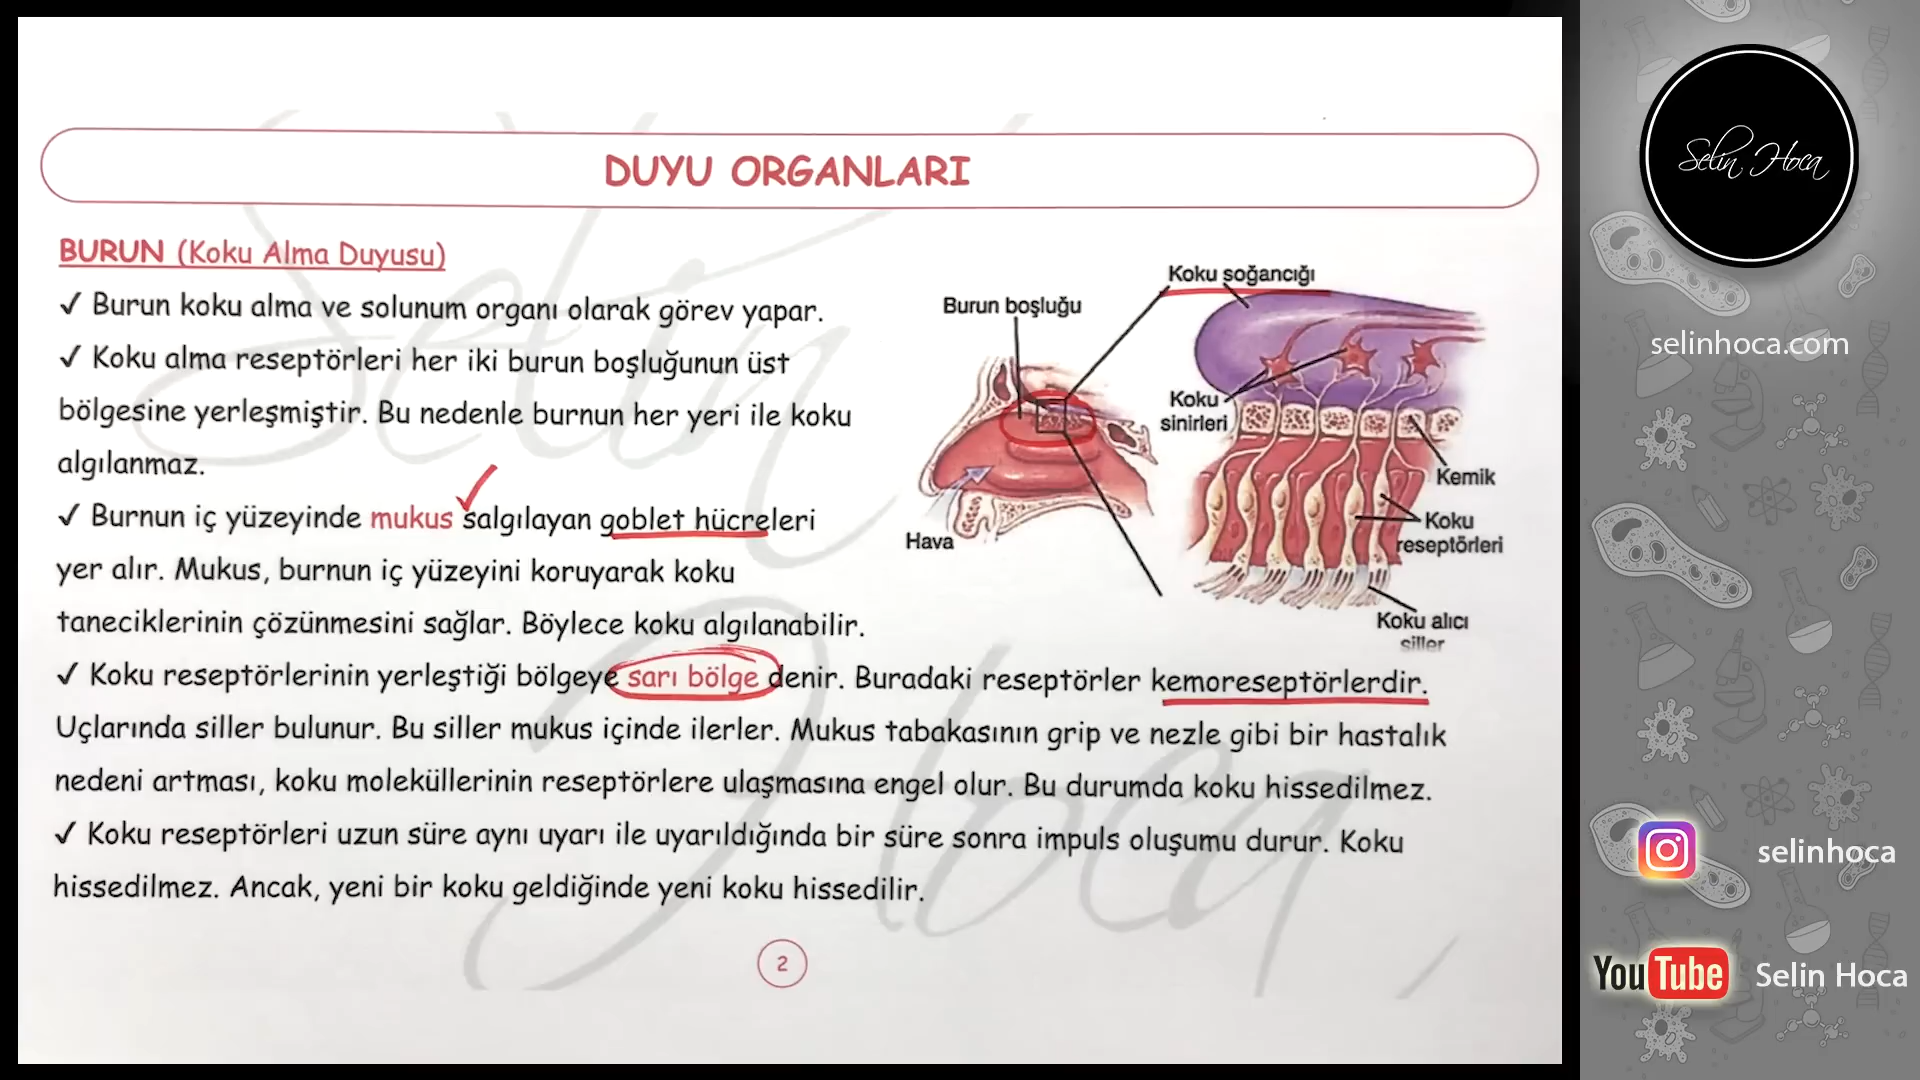 DUYU ORGANLARI
BURUN (Koku Alma Duyusu)
✓ Burun koku alma ve solunum organı olarak görev yapar.
✓ Koku alma reseptörleri her iki burun boşluğunun üst
bölgesine yerleşmiştir. Bu nedenle burnun her yeri ile koku
algılanmaz.
✓ Burnun iç yüzeyinde mukus salgılayan goblet hücreleri
yer alır. Mukus, burnun iç yüzeyini koruyarak koku
taneciklerinin çözünmesini sağlar. Böylece koku algılanabilir.
✓ Koku reseptörlerinin yerleştiği bölgeye sarı bölge denir. Buradaki reseptörler kemoreseptörlerdir.
Uçlarında siller bulunur. Bu siller mukus içinde ilerler. Mukus tabakasının grip ve nezle gibi bir hastalık
nedeni artması, koku moleküllerinin reseptörlere ulaşmasına engel olur. Bu durumda koku hissedilmez.
✓ Koku reseptörleri uzun süre aynı uyarı ile uyarıldığında bir süre sonra impuls oluşumu durur. Koku
hissedilmez. Ancak, yeni bir koku geldiğinde yeni koku hissedilir.
Burun boşluğu
Hava
Koku soğancığı
Koku
sinirleri
Kemik
Koku
reseptörleri
Koku alıcı
siller
2
Selin Hoca
Selin Hoca
selinhoca.com
selinhoca
YouTube Selin Hoca